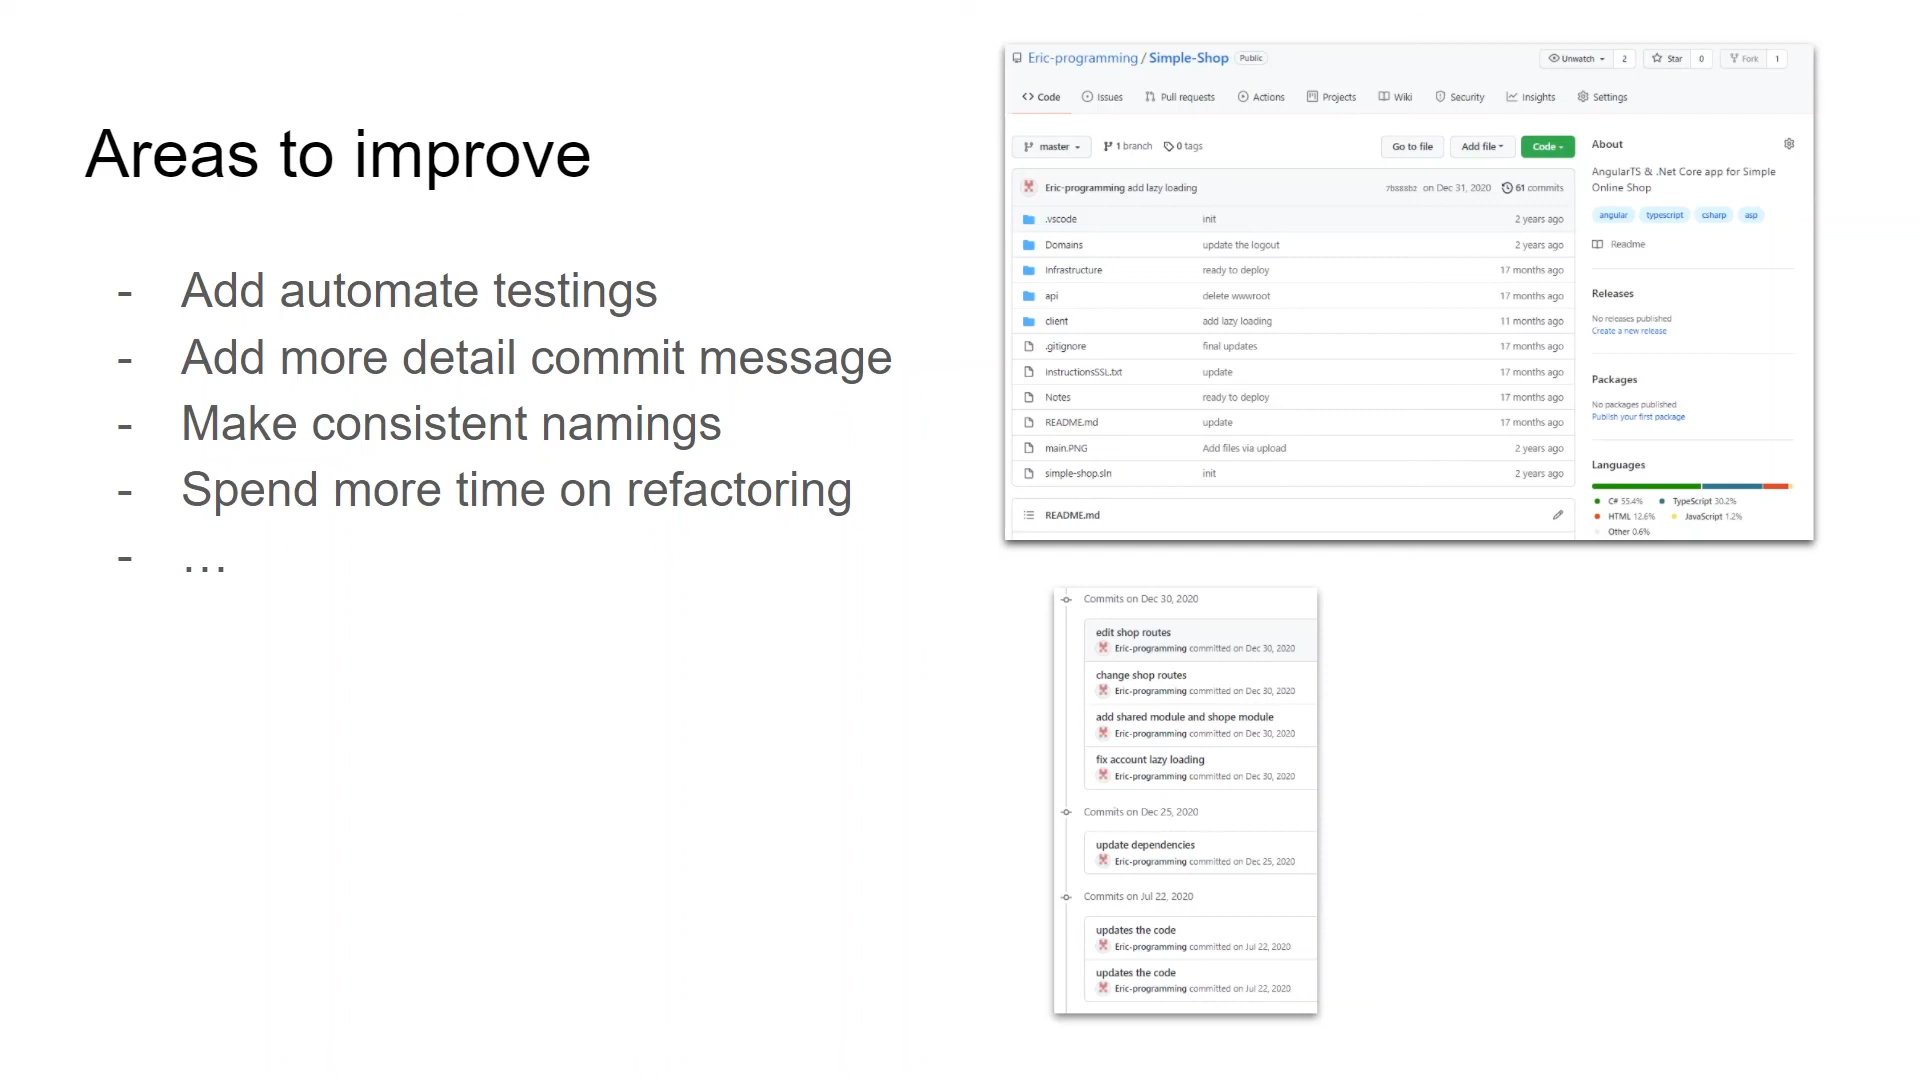 Areas to improve
- Add automate testings
- Add more detail commit message
- Make consistent namings
- Spend more time on refactoring
- ...
Eric-programming / Simple-Shop Public
Unwatch 2 Star 0 Fork 1
Code Issues Pull requests Actions Projects Wiki Security Insights Settings
master 1 branch 0 tags Go to file Add file Code
Eric-programming add lazy loading 7b888b2 on Dec 31, 2020 61 commits
.vscode init 2 years ago
Domains update the logout 2 years ago
Infrastructure ready to deploy 17 months ago
api delete wwwroot 17 months ago
client add lazy loading 11 months ago
.gitignore final updates 17 months ago
InstructionsSSL.txt update 17 months ago
Notes ready to deploy 17 months ago
README.md update 17 months ago
main.PNG Add files via upload 2 years ago
simple-shop.sln init 2 years ago
README.md
About
AngularTS & .Net Core app for Simple
Online Shop
angular typescript csharp asp
Readme
Releases
No releases published
Create a new release
Packages
No packages published
Publish your first package
Languages
C# 55.4% TypeScript 30.2%
HTML 12.6% JavaScript 1.2%
Other 0.6%
Commits on Dec 30, 2020
edit shop routes
Eric-programming committed on Dec 30, 2020
change shop routes
Eric-programming committed on Dec 30, 2020
add shared module and shope module
Eric-programming committed on Dec 30, 2020
fix account lazy loading
Eric-programming committed on Dec 30, 2020
Commits on Dec 25, 2020
update dependencies
Eric-programming committed on Dec 25, 2020
Commits on Jul 22, 2020
updates the code
Eric-programming committed on Jul 22, 2020
updates the code
Eric-programming committed on Jul 22, 2020